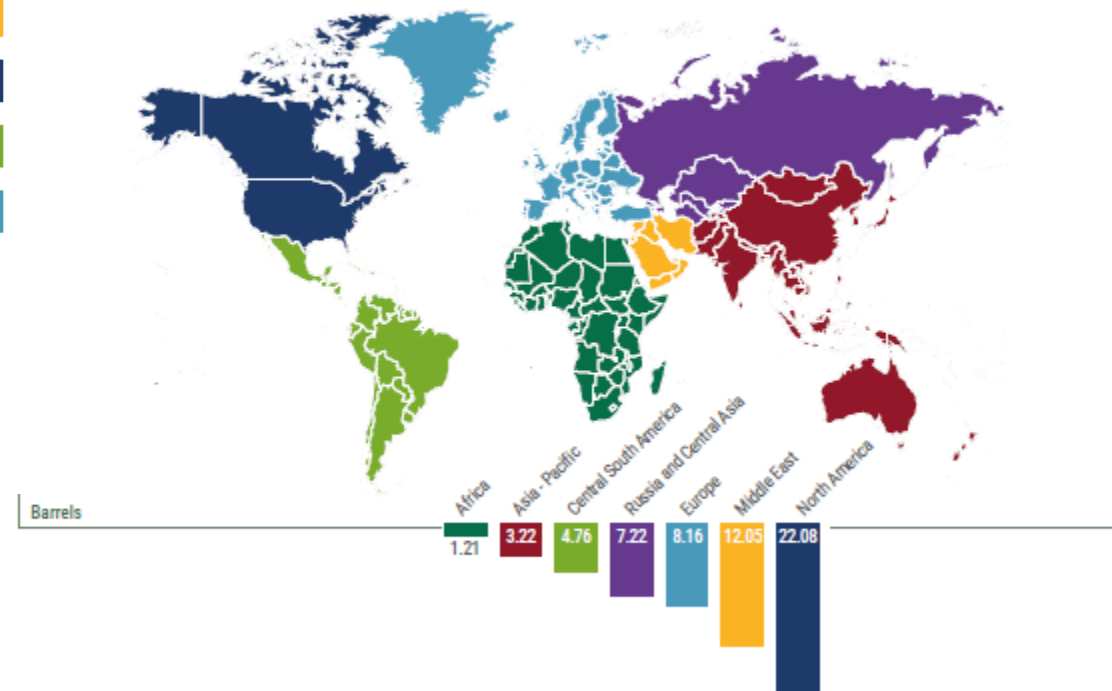 Barrels
Africa
Asia - Pacific
Central South America
Russia and Central Asia
Europe
Middle East
North America
1.21
3.22
4.76
7.22
8.16
12.05
22.08